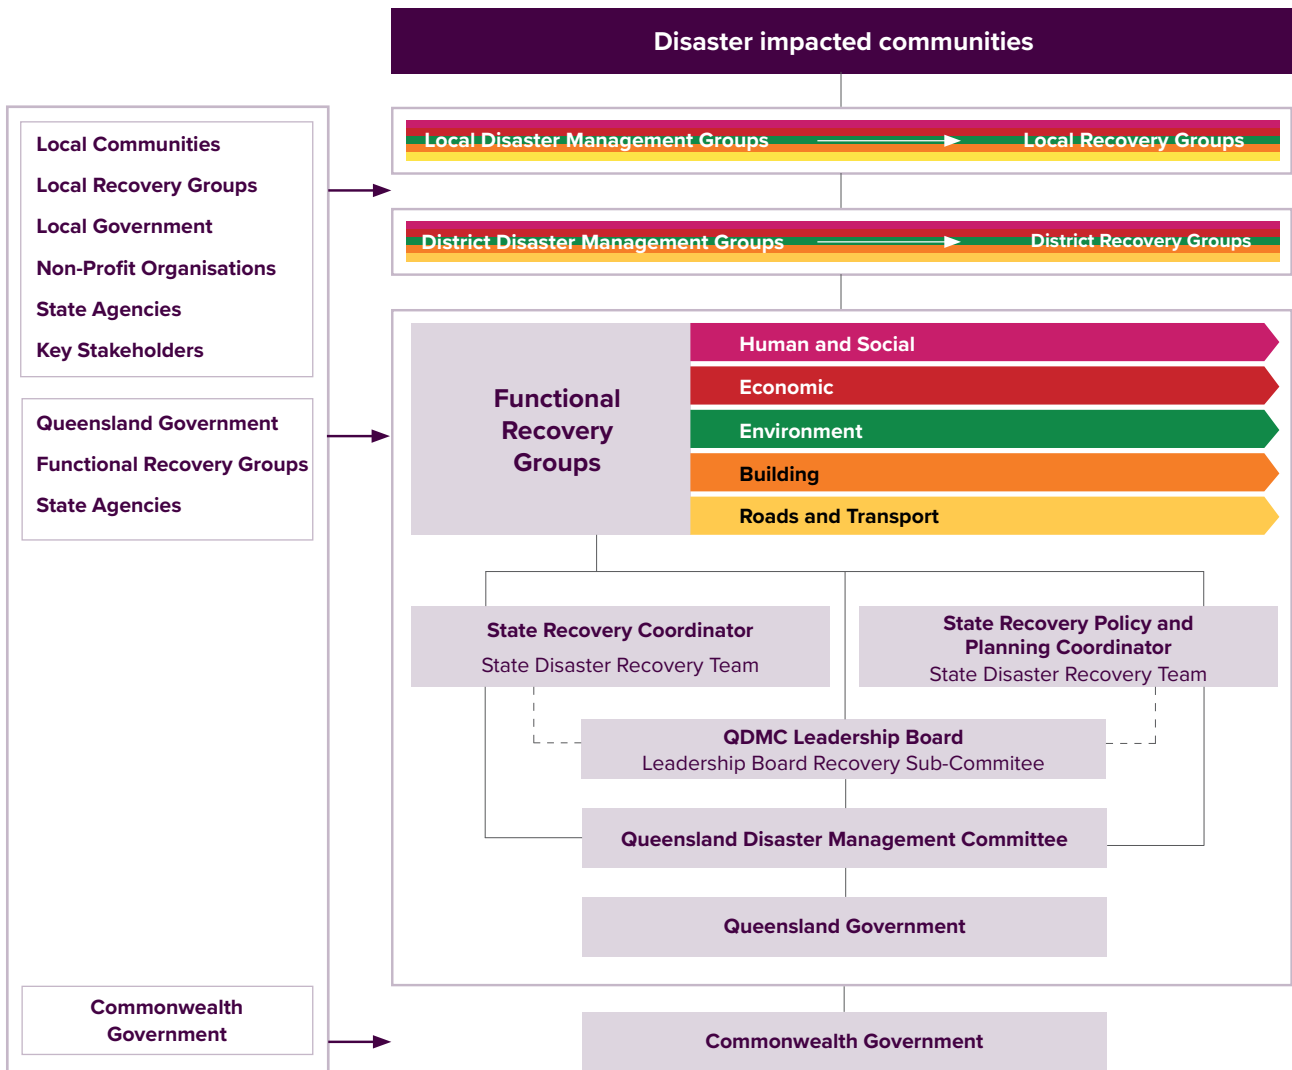 Disaster impacted communities
Local Communities
Local Recovery Groups
Local Government
Non-Profit Organisations
State Agencies
Key Stakeholders
Queensland Government
Functional Recovery Groups
State Agencies
Commonwealth
Government
Local Disaster Management Groups
Local Recovery Groups
District Disaster Management Groups
District Recovery Groups
Functional
Recovery
Groups
Human and Social
Economic
Environment
Building
Roads and Transport
State Recovery Coordinator
State Disaster Recovery Team
State Recovery Policy and
Planning Coordinator
State Disaster Recovery Team
QDMC Leadership Board
Leadership Board Recovery Sub-Commitee
Queensland Disaster Management Committee
Queensland Government
Commonwealth Government